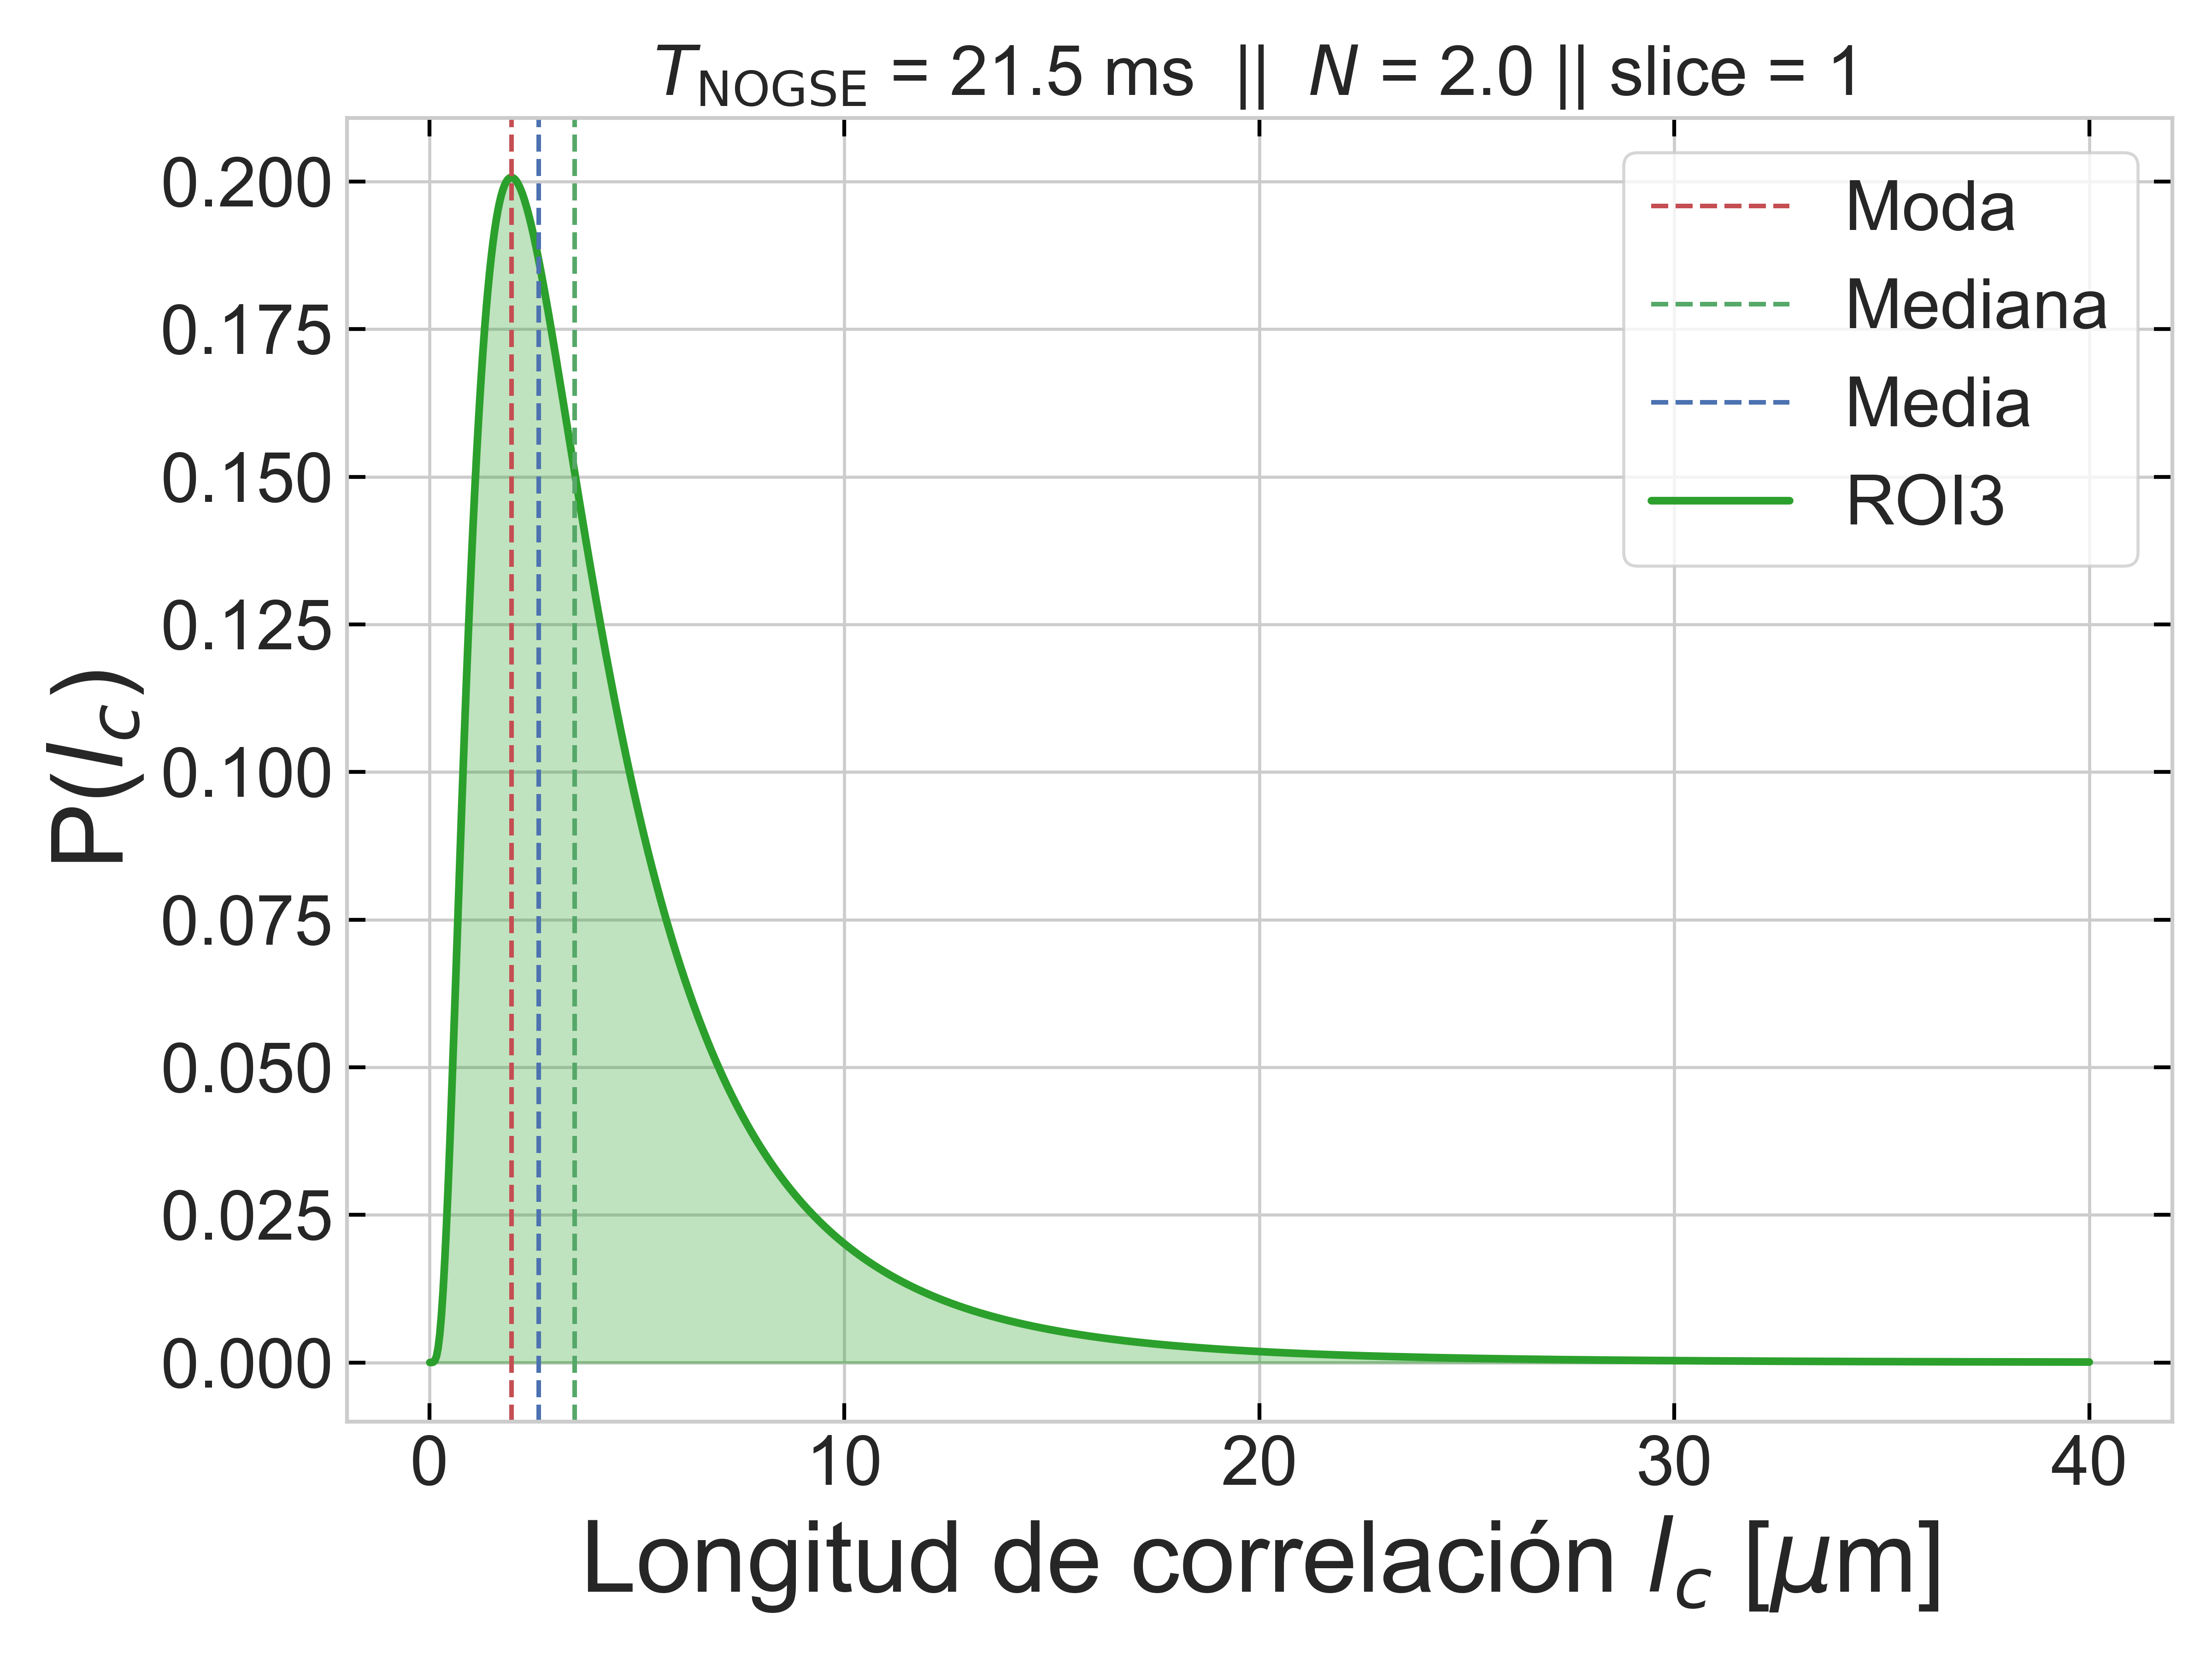 T_NOGSE = 21.5 ms || N = 2.0 || slice = 1
P(l_c)
0.200
0.175
0.150
0.125
0.100
0.075
0.050
0.025
0.000
Moda
Mediana
Media
ROI3
0 10 20 30 40
Longitud de correlación l_c [μm]